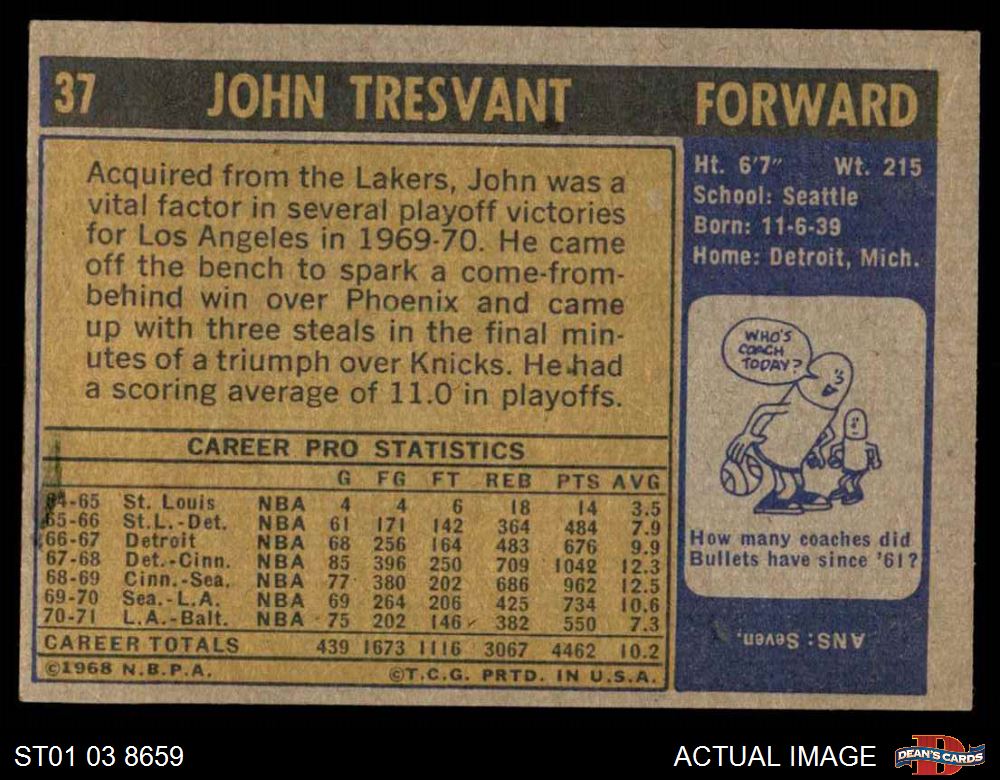 37 JOHN TRESVANT FORWARD
Acquired from the Lakers, John was a
vital factor in several playoff victories
for Los Angeles in 1969-70. He came
off the bench to spark a come-from-
behind win over Phoenix and came
up with three steals in the final min-
utes of a triumph over Knicks. He had
a scoring average of 11.0 in playoffs.
Ht. 6'7" Wt. 215
School: Seattle
Born: 11-6-39
Home: Detroit, Mich.
WHO'S
COACH
TODAY?
How many coaches did
Bullets have since '61?
ANS: Seven.
CAREER PRO STATISTICS
G FG FT REB PTS AVG
64-65 St. Louis NBA 4 4 6 18 14 3.5
65-66 St.L.-Det. NBA 61 171 142 364 484 7.9
66-67 Detroit NBA 68 256 164 483 676 9.9
67-68 Det.-Cinn. NBA 85 396 250 709 1042 12.3
68-69 Cinn.-Sea. NBA 77 380 202 686 962 12.5
69-70 Sea.-L.A. NBA 69 264 206 425 734 10.6
70-71 L.A.-Balt. NBA 75 202 146 382 550 7.3
CAREER TOTALS 439 1673 1116 3067 4462 10.2
©1968 N.B.P.A. ©T.C.G. PRTD. IN U.S.A.
ST01 03 8659 ACTUAL IMAGE DEAN'S CARDS